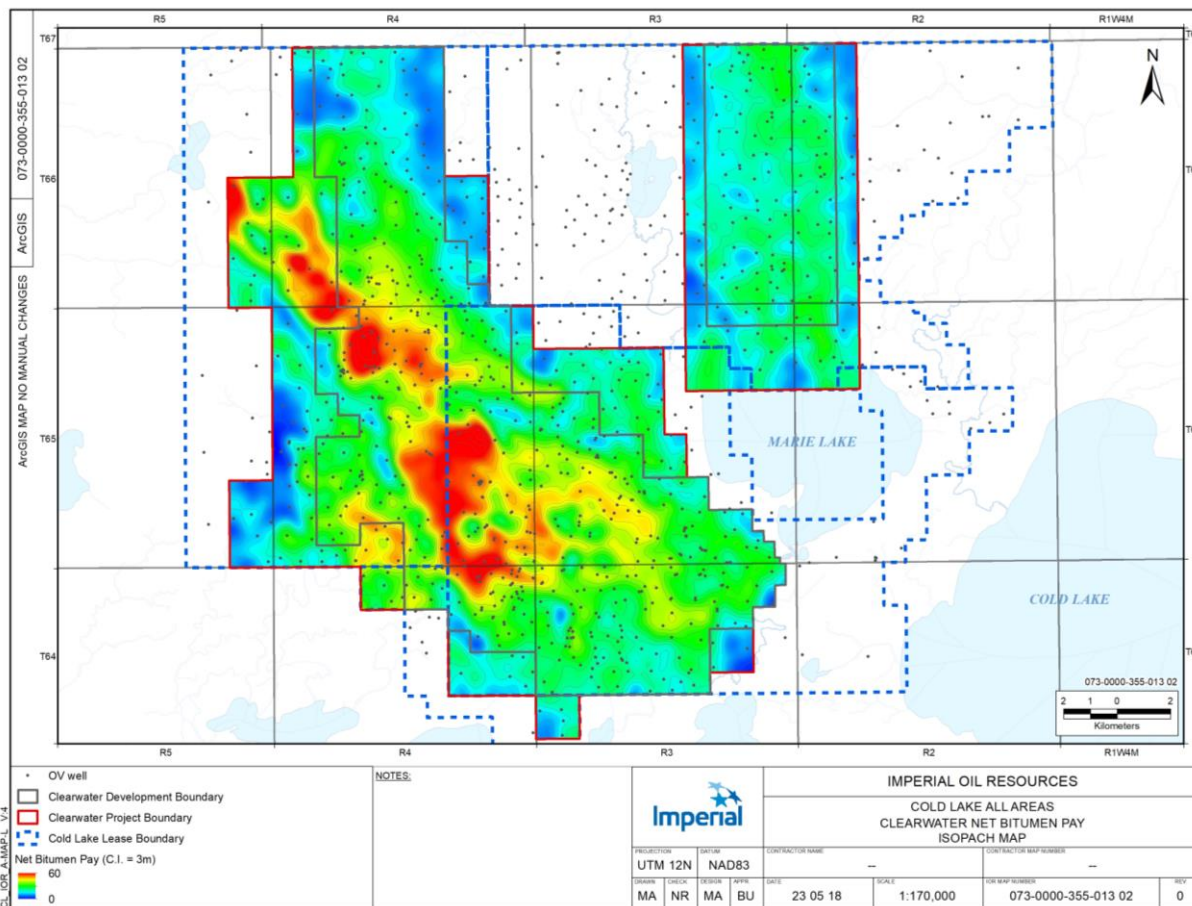 R5 R4 R3 R2 R1W4M
T67
N
073-0000-355-013 02
T66
ArcGIS
ArcGIS MAP NO MANUAL CHANGES
T65
MARIE LAKE
COLD LAKE
T64
073-0000-355-013 02
2 1 0 2
Kilometers
R5 R4 R3 R2 R1W4M
OV well
Clearwater Development Boundary
Clearwater Project Boundary
Cold Lake Lease Boundary
Net Bitumen Pay (C.I. = 3m)
60
0
NOTES:
Imperial
IMPERIAL OIL RESOURCES
COLD LAKE ALL AREAS
CLEARWATER NET BITUMEN PAY
ISOPACH MAP
PROJECTION DATUM CONTRACTOR NAME CONTRACTOR MAP NUMBER
UTM 12N NAD83 -- --
DRAWN CHECK DESIGN APPR DATE SCALE IOR MAP NUMBER REV
MA NR MA BU 23 05 18 1:170,000 073-0000-355-013 02 0